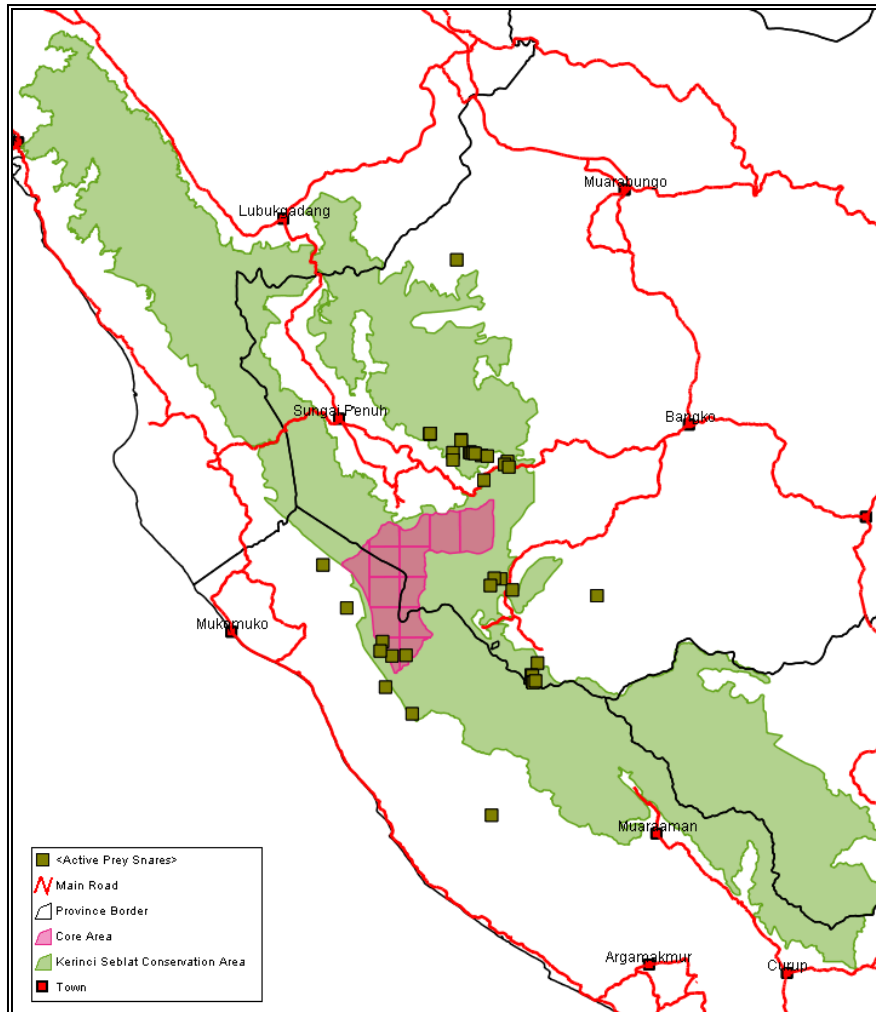 Muarabungo
Lubukgadang
Sungai Penuh
Bangko
Mukomuko
Muaraaman
Argamakmur
Curup
<Active Prey Snares>
Main Road
Province Border
Core Area
Kerinci Seblat Conservation Area
Town